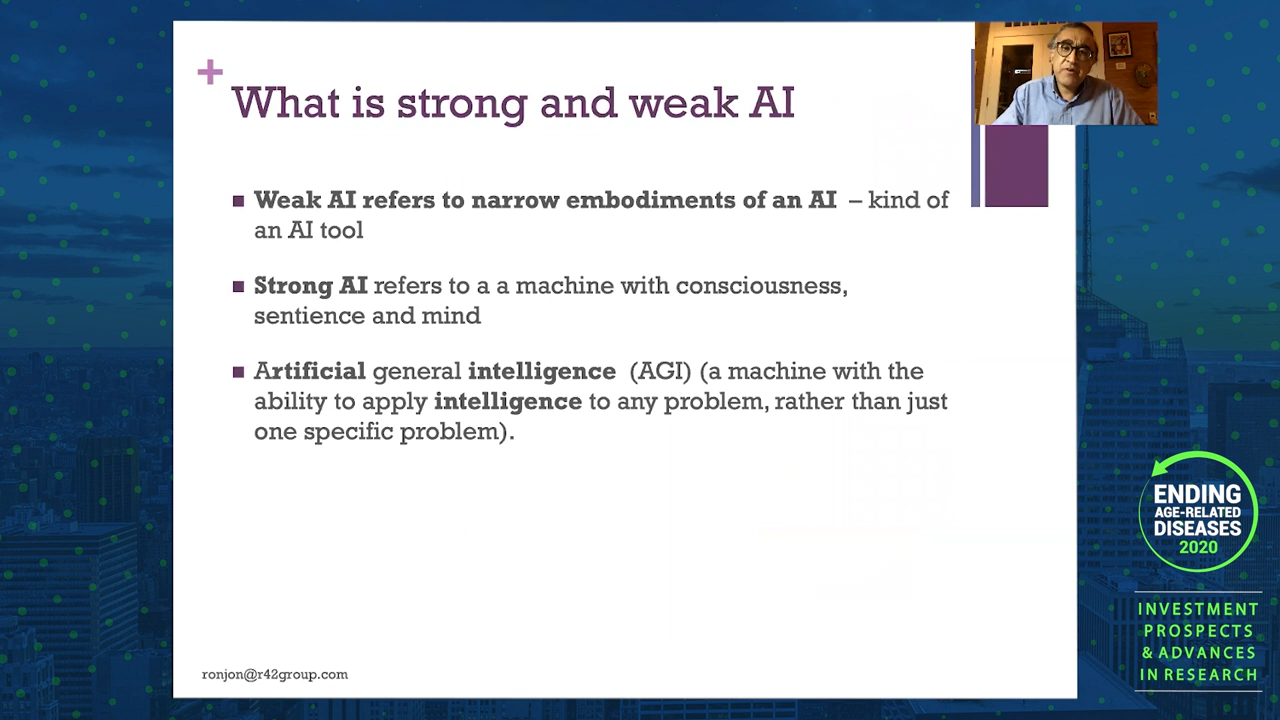 +
What is strong and weak AI
■ Weak AI refers to narrow embodiments of an AI – kind of
an AI tool
■ Strong AI refers to a a machine with consciousness,
sentience and mind
■ Artificial general intelligence (AGI) (a machine with the
ability to apply intelligence to any problem, rather than just
one specific problem).
ronjon@r42group.com
ENDING
AGE-RELATED
DISEASES
2020
INVESTMENT
PROSPECTS
& ADVANCES
IN RESEARCH